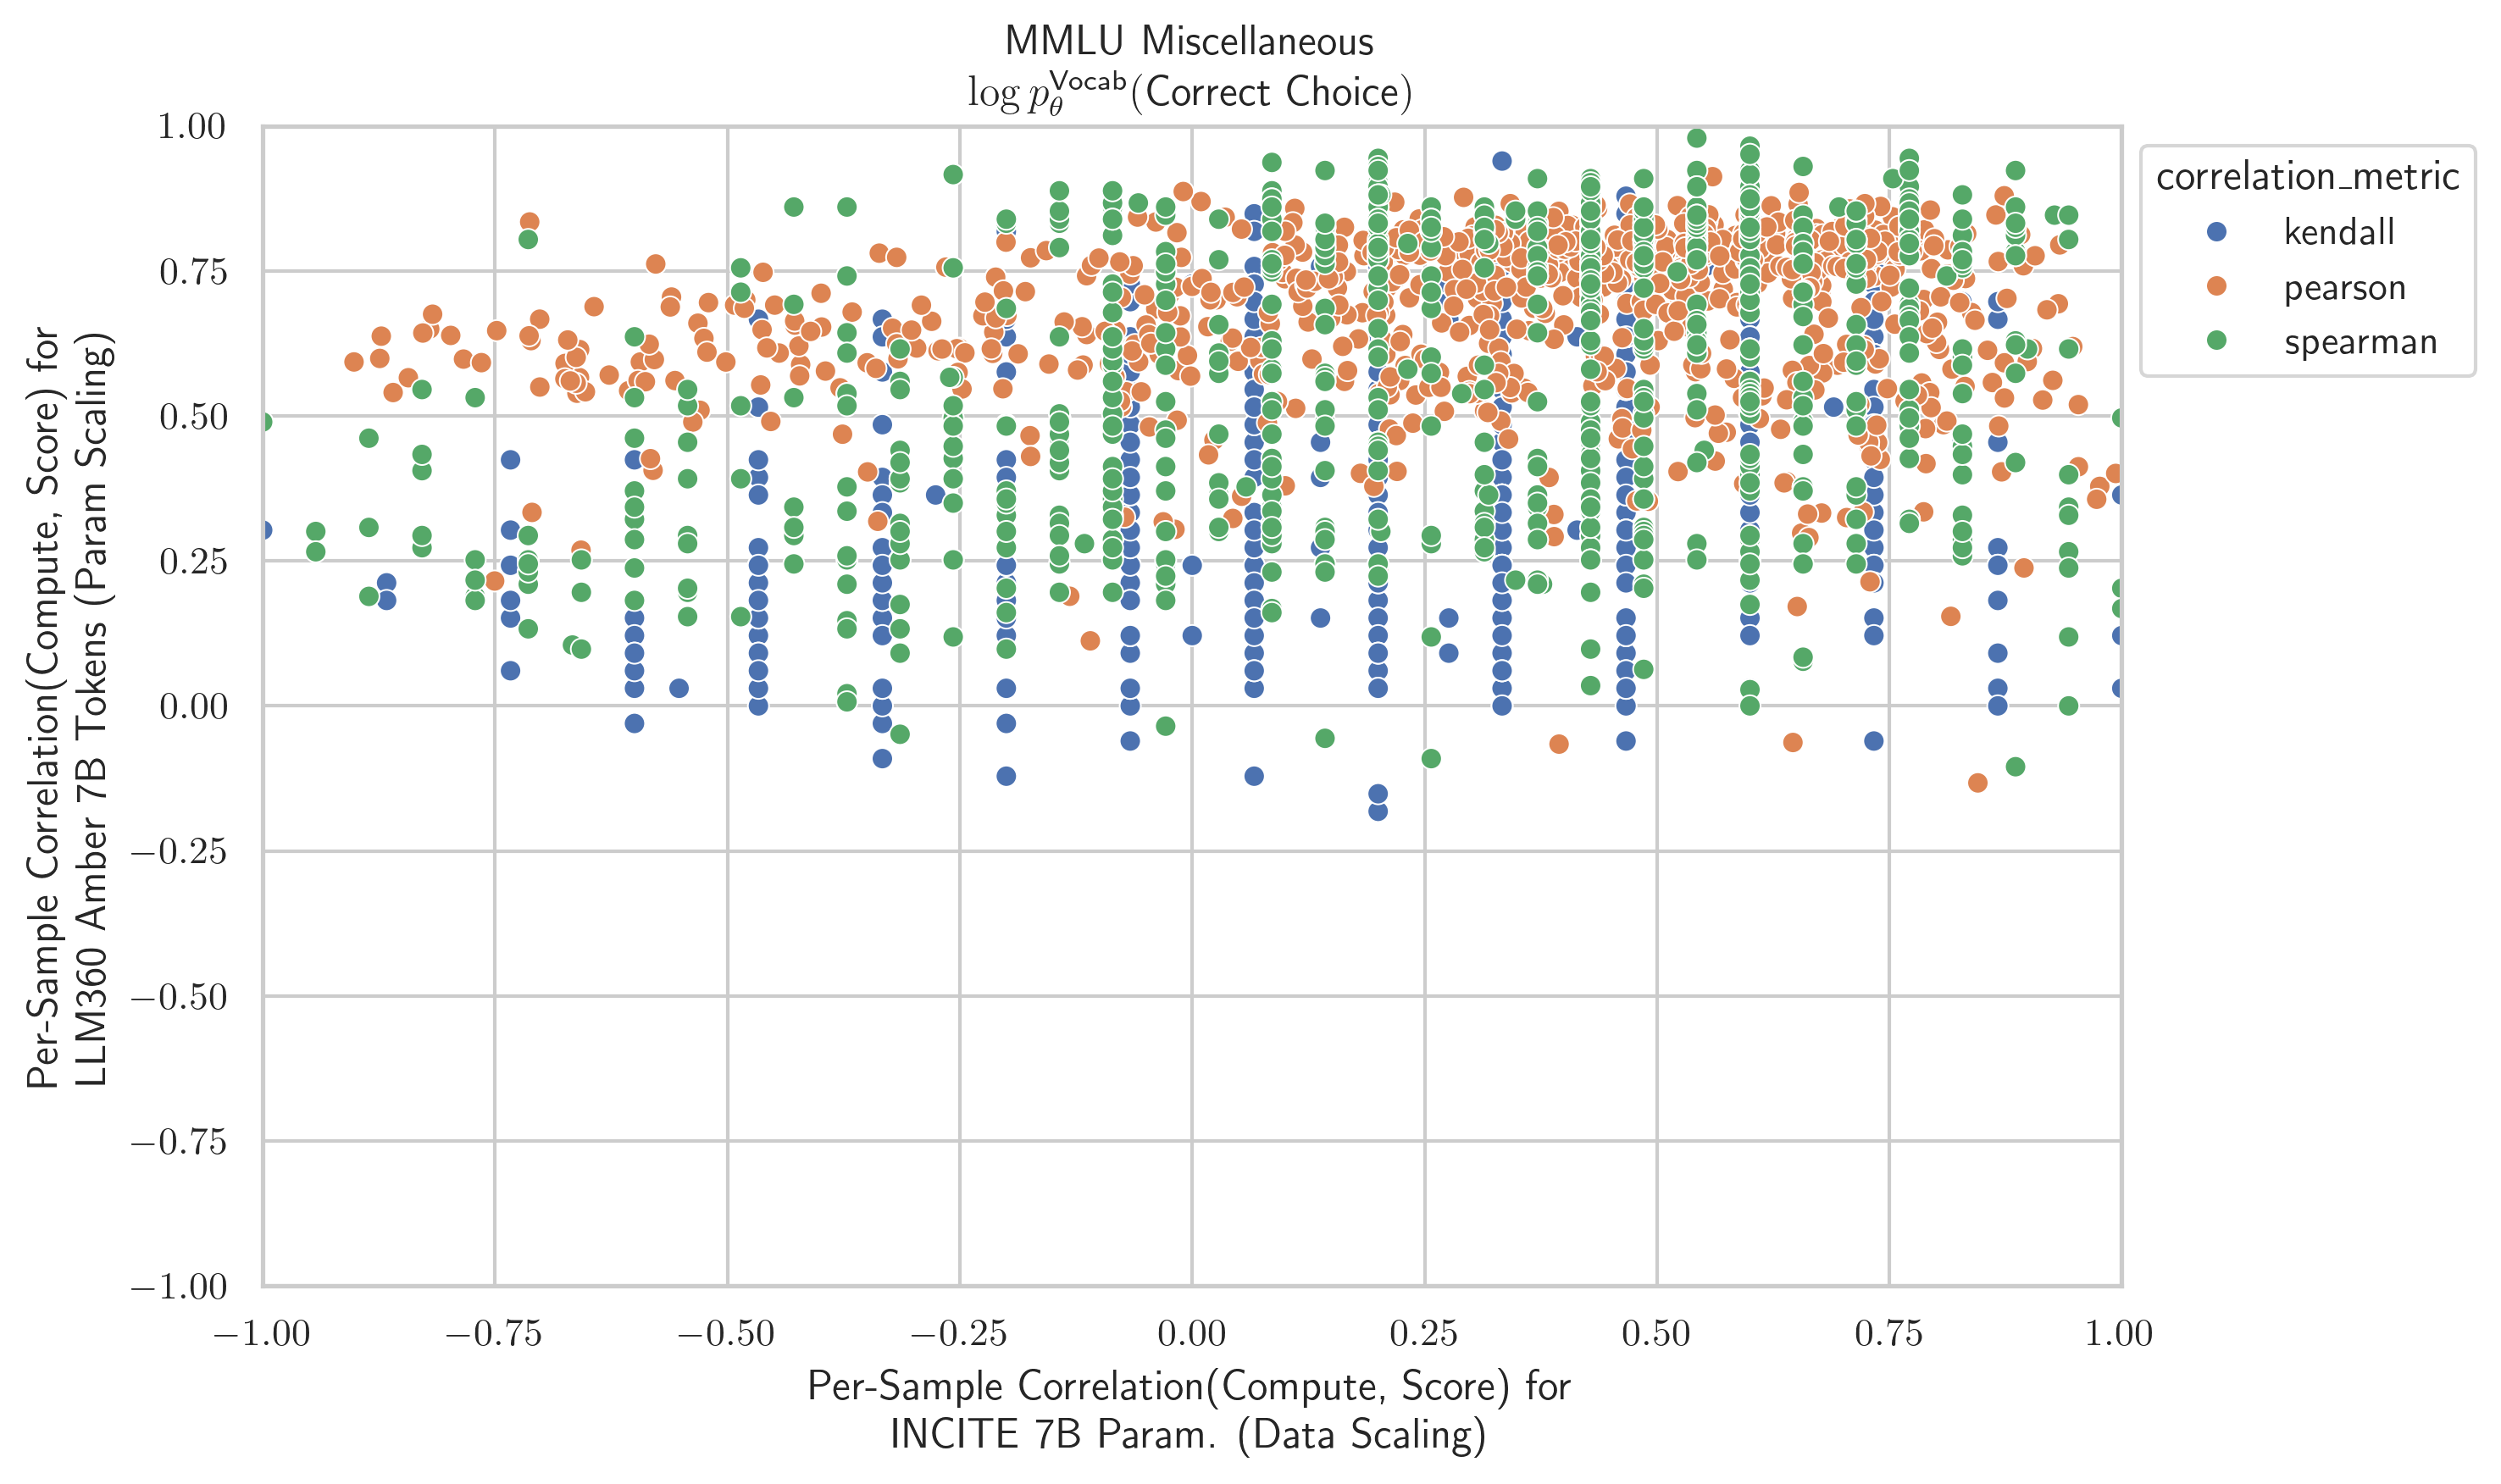 MMLU Miscellaneous
log p_θ^Vocab(Correct Choice)
correlation_metric
kendall
pearson
spearman
Per-Sample Correlation(Compute, Score) for
LLM360 Amber 7B Tokens (Param Scaling)
1.00
0.75
0.50
0.25
0.00
−0.25
−0.50
−0.75
−1.00
−1.00 −0.75 −0.50 −0.25 0.00 0.25 0.50 0.75 1.00
Per-Sample Correlation(Compute, Score) for
INCITE 7B Param. (Data Scaling)